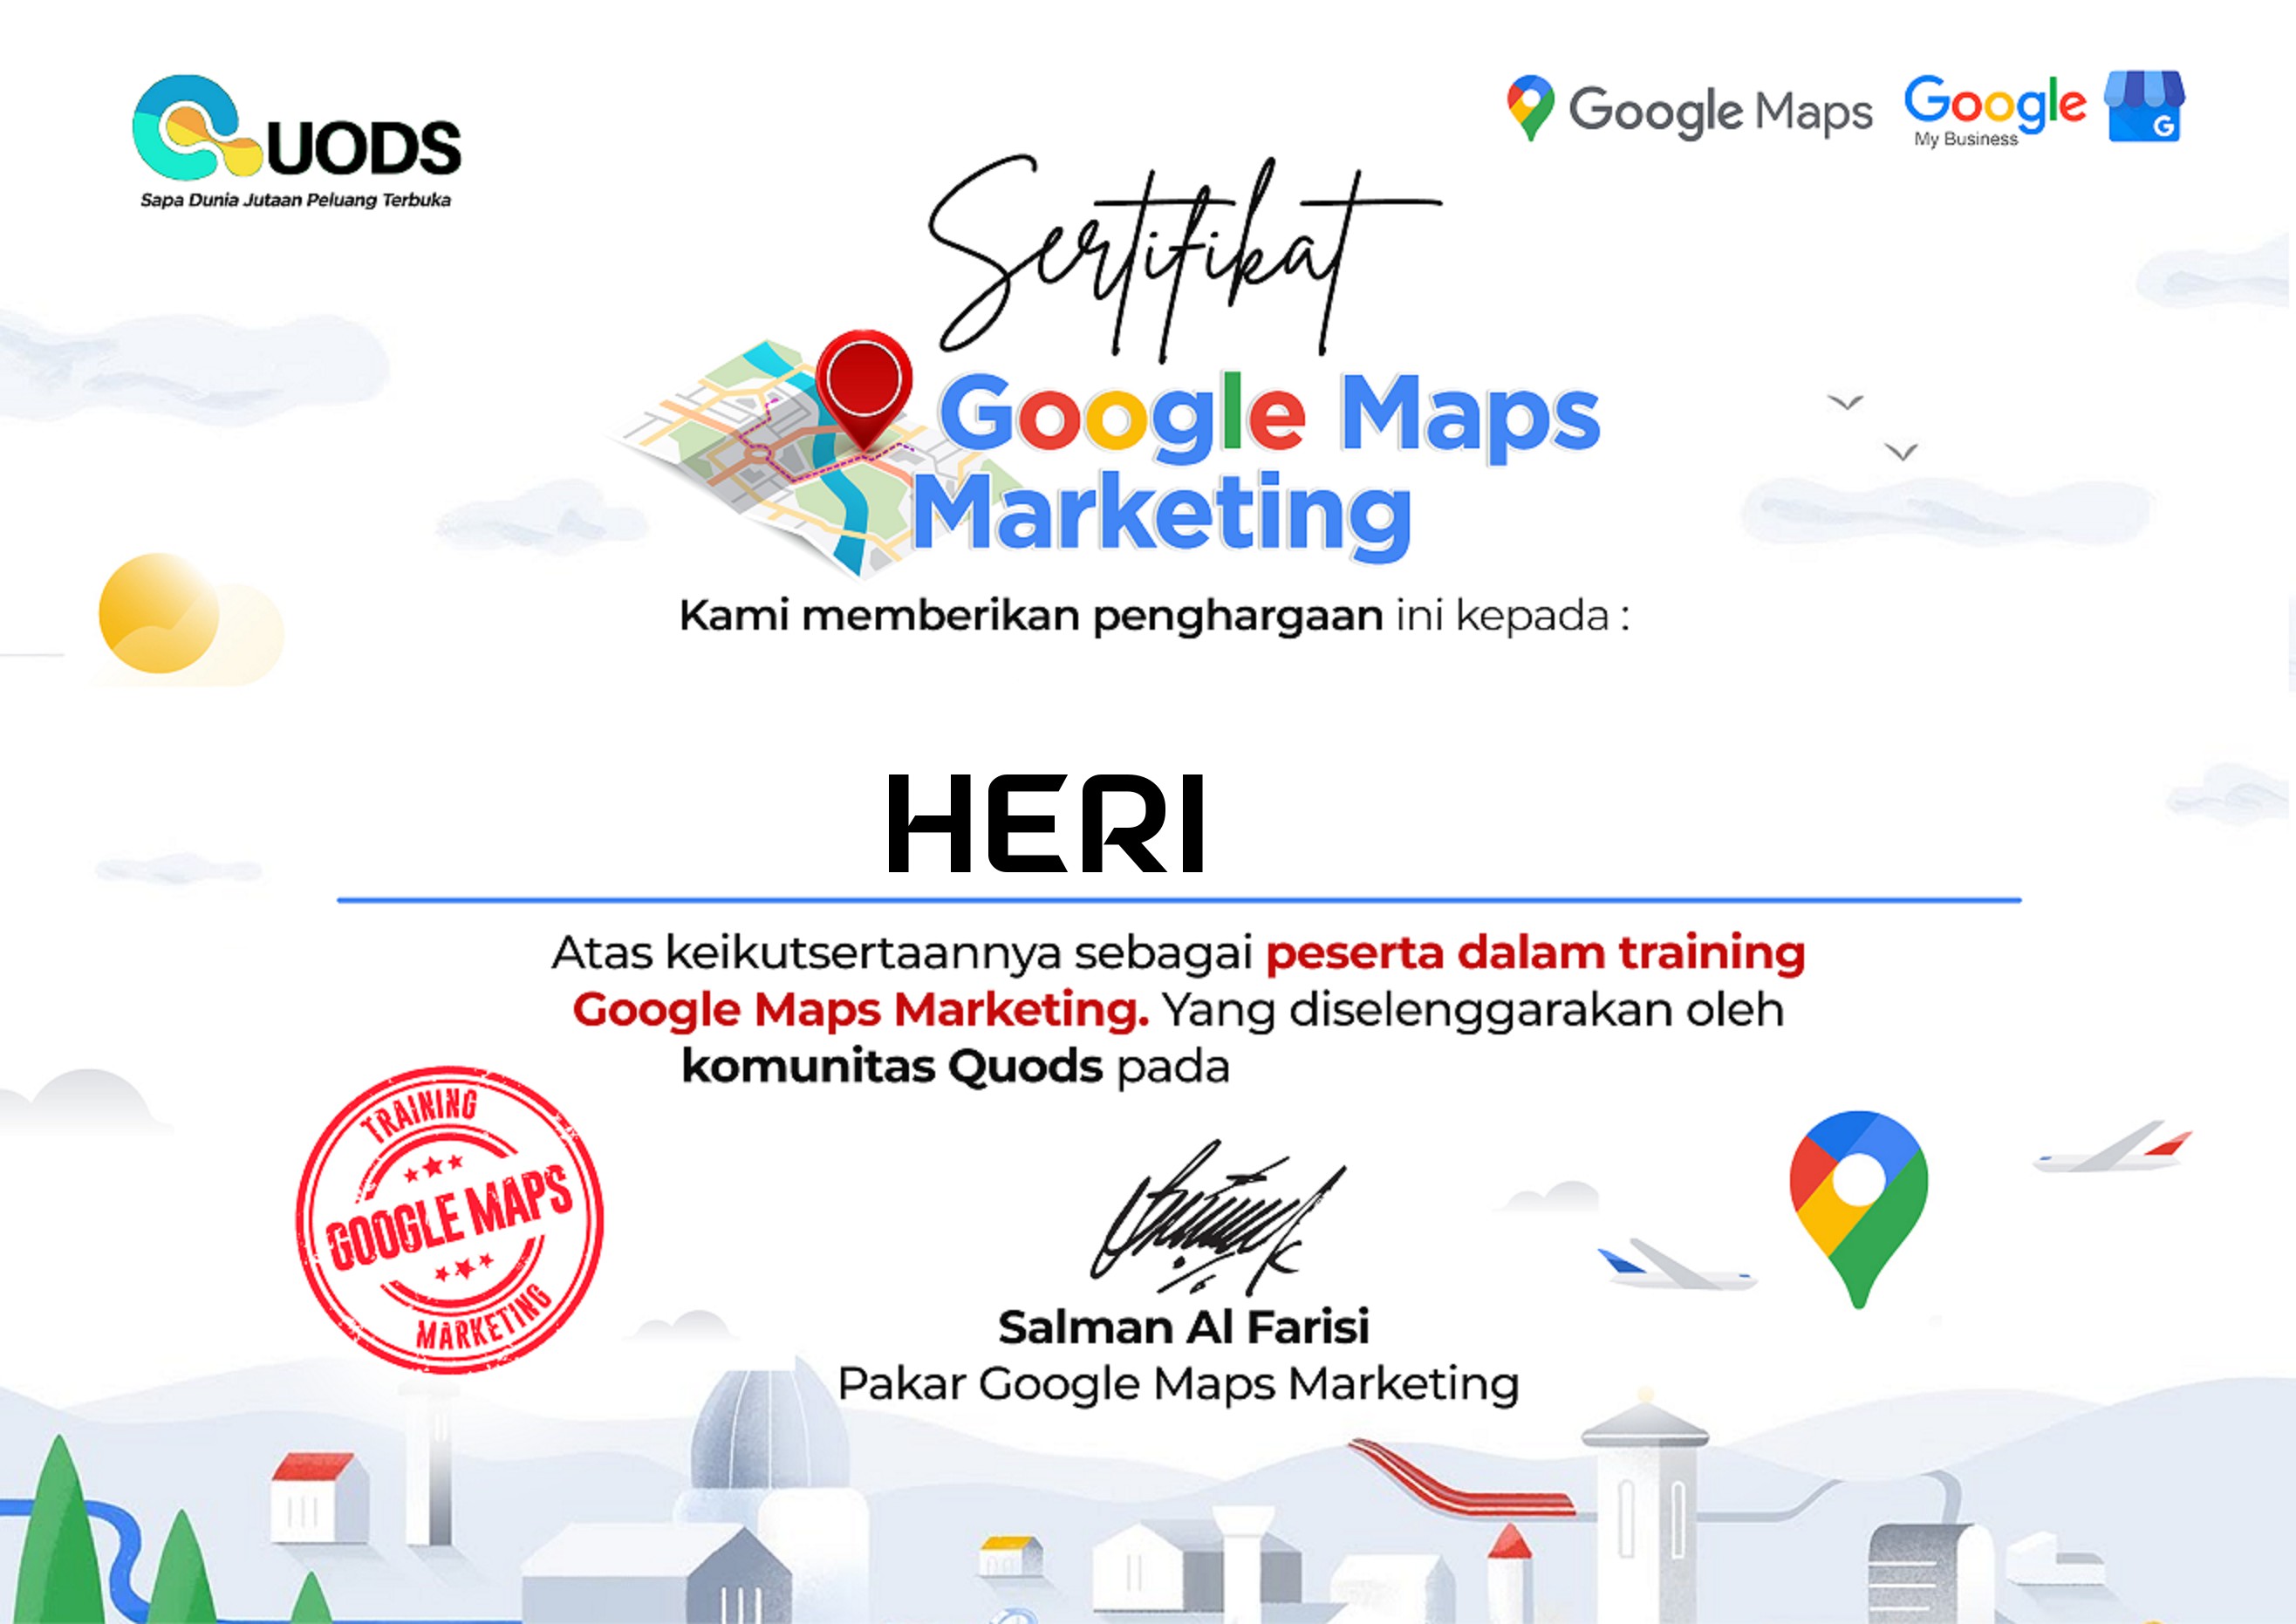 QUODS
Sapa Dunia Jutaan Peluang Terbuka
Google Maps
Google
My Business
G
Sertifikat
Google Maps
Marketing
Kami memberikan penghargaan ini kepada :
HERI
Atas keikutsertaannya sebagai peserta dalam training
Google Maps Marketing. Yang diselenggarakan oleh
komunitas Quods pada
TRAINING
GOOGLE MAPS
MARKETING
Salman Al Farisi
Pakar Google Maps Marketing